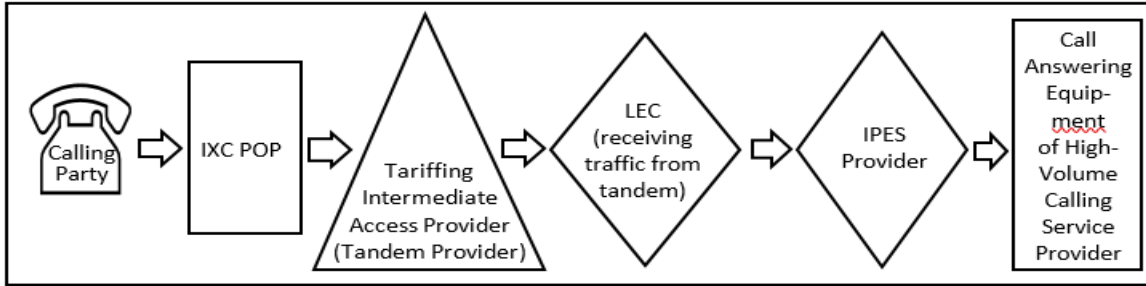 Calling
Party
IXC POP
Tariffing
Intermediate
Access Provider
(Tandem Provider)
LEC
(receiving
traffic from
tandem)
IPES
Provider
Call
Answering
Equip-
ment
of High-
Volume
Calling
Service
Provider